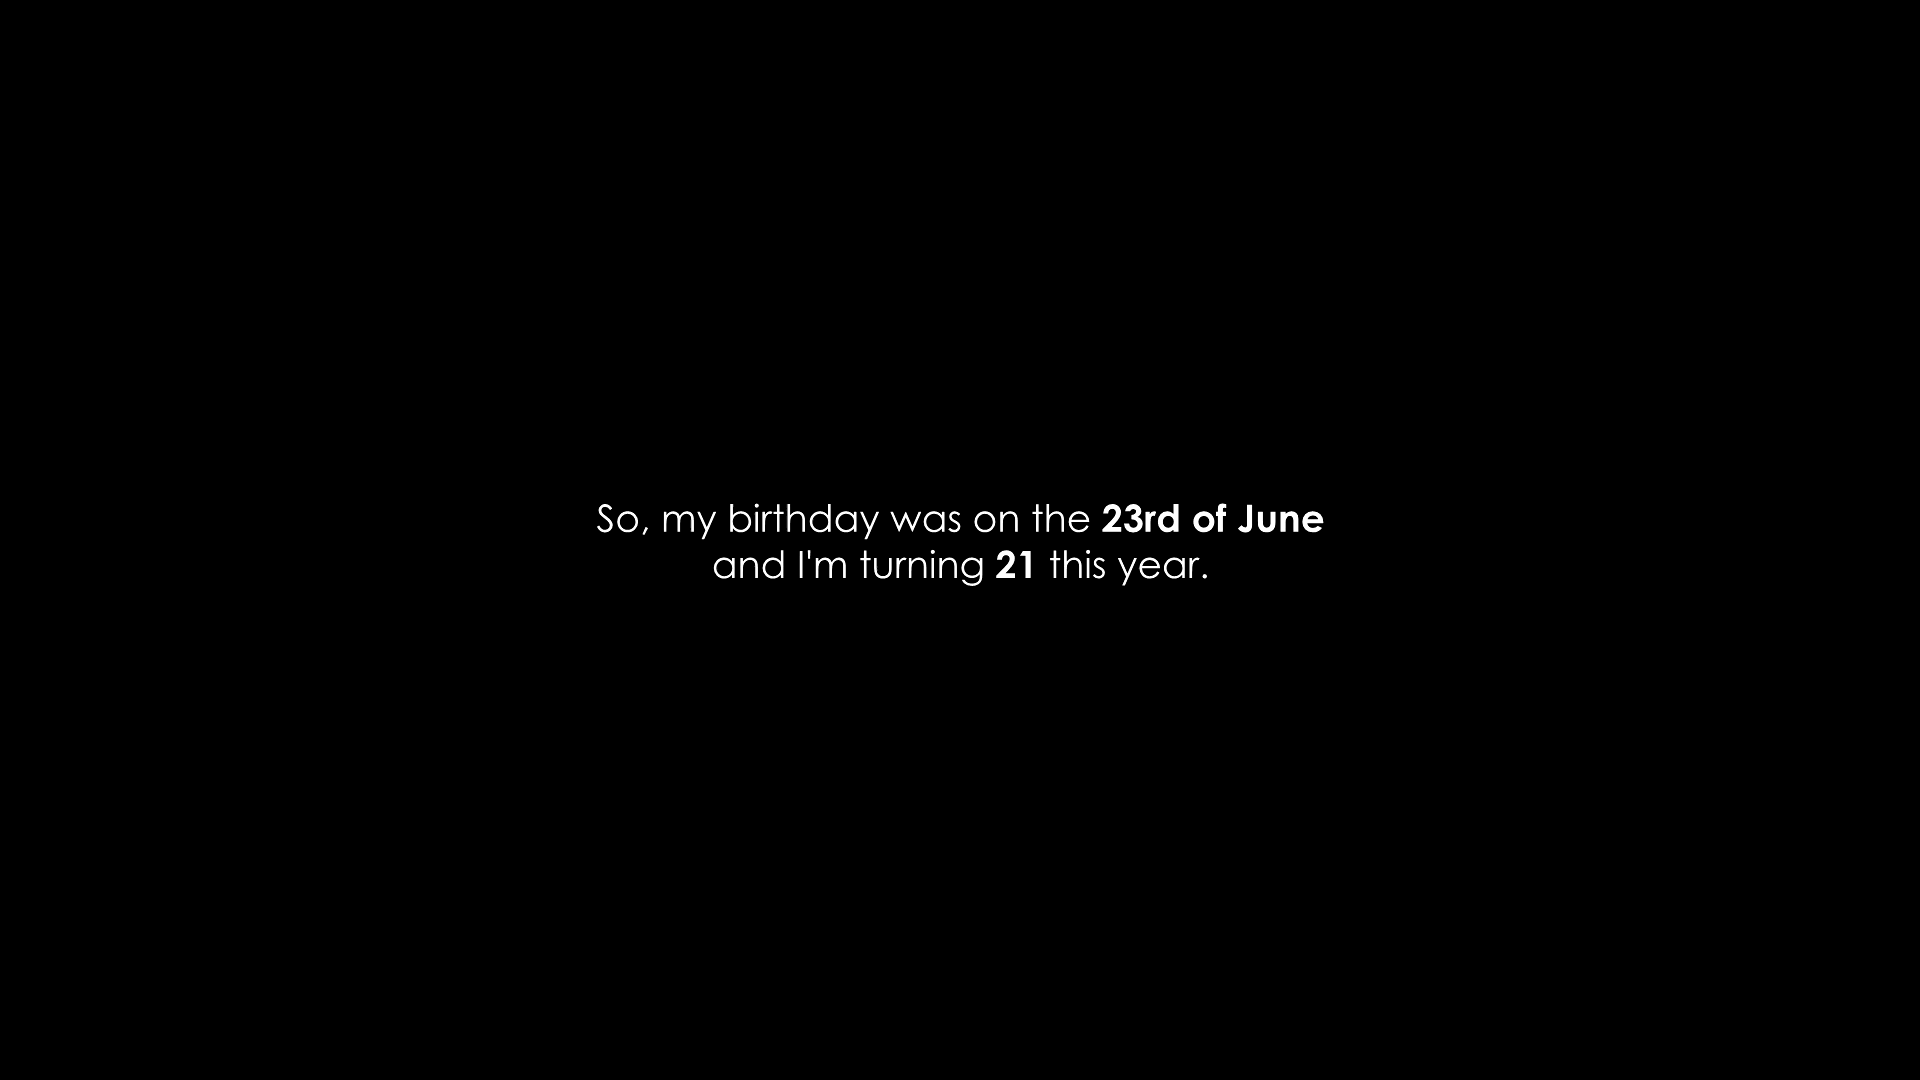 So, my birthday was on the 23rd of June
and I'm turning 21 this year.